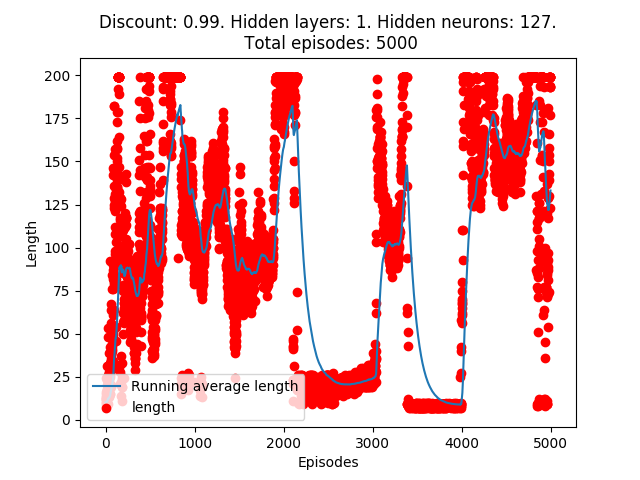 Discount: 0.99. Hidden layers: 1. Hidden neurons: 127.
Total episodes: 5000
200
175
150
125
100
75
50
25
0
Length
Running average length
length
0
1000
2000
3000
4000
5000
Episodes